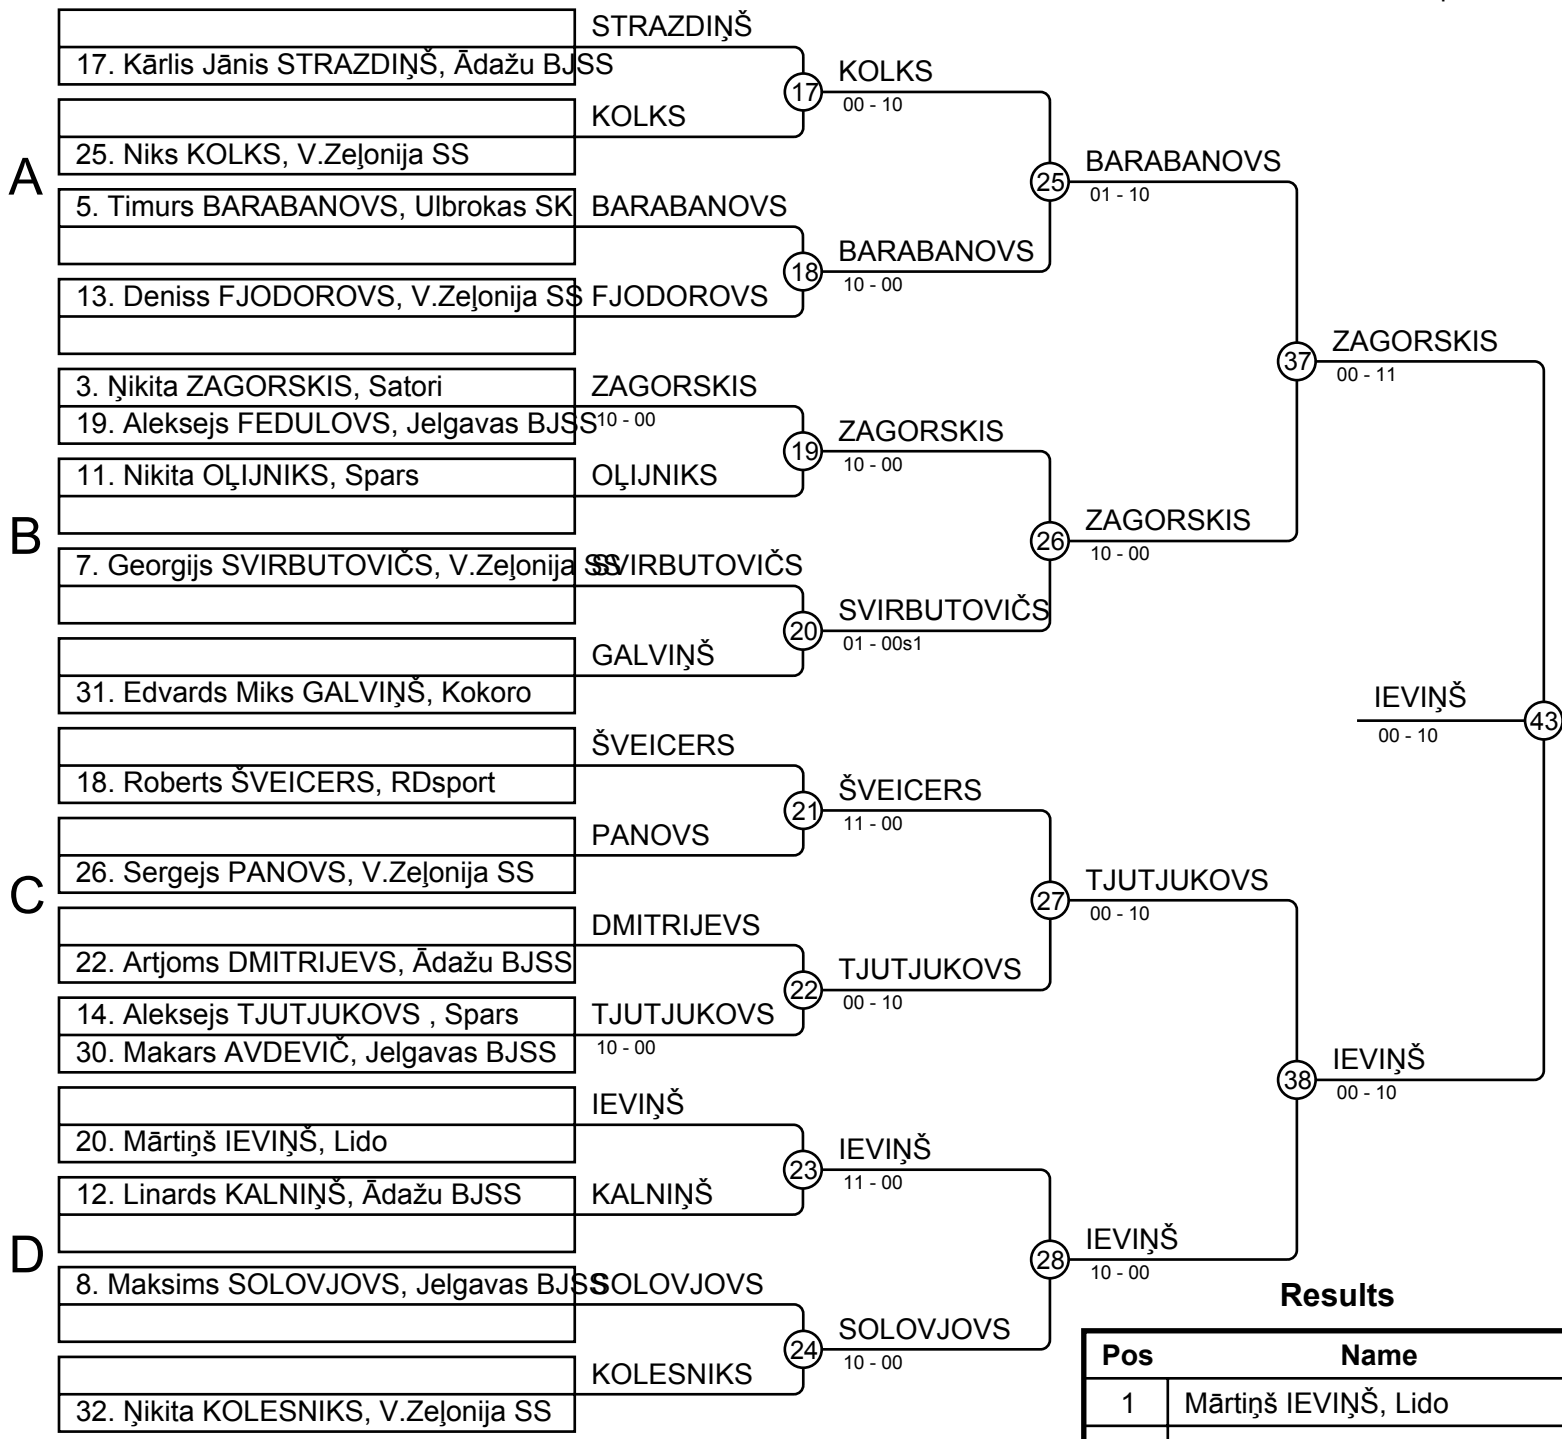 A
17. Kārlis Jānis STRAZDIŅŠ, Ādažu BJSS
25. Niks KOLKS, V.Zeļonija SS
5. Timurs BARABANOVS, Ulbrokas SK
13. Deniss FJODOROVS, V.Zeļonija SS
B
3. Ņikita ZAGORSKIS, Satori
19. Aleksejs FEDULOVS, Jelgavas BJSS
11. Nikita OĻIJNIKS, Spars
7. Georgijs SVIRBUTOVIČS, V.Zeļonija SS
31. Edvards Miks GALVIŅŠ, Kokoro
C
18. Roberts ŠVEICERS, RDsport
26. Sergejs PANOVS, V.Zeļonija SS
22. Artjoms DMITRIJEVS, Ādažu BJSS
14. Aleksejs TJUTJUKOVS , Spars
30. Makars AVDEVIČ, Jelgavas BJSS
D
20. Mārtiņš IEVIŅŠ, Lido
12. Linards KALNIŅŠ, Ādažu BJSS
8. Maksims SOLOVJOVS, Jelgavas BJSS
32. Ņikita KOLESNIKS, V.Zeļonija SS
STRAZDIŅŠ
KOLKS
BARABANOVS
FJODOROVS
ZAGORSKIS
10 - 00
OĻIJNIKS
SVIRBUTOVIČS
GALVIŅŠ
ŠVEICERS
PANOVS
DMITRIJEVS
TJUTJUKOVS
10 - 00
IEVIŅŠ
KALNIŅŠ
SOLOVJOVS
KOLESNIKS
17
KOLKS
00 - 10
18
BARABANOVS
10 - 00
19
ZAGORSKIS
10 - 00
20
SVIRBUTOVIČS
01 - 00s1
21
ŠVEICERS
11 - 00
22
TJUTJUKOVS
00 - 10
23
IEVIŅŠ
11 - 00
24
SOLOVJOVS
10 - 00
25
BARABANOVS
01 - 10
26
ZAGORSKIS
10 - 00
27
TJUTJUKOVS
00 - 10
28
IEVIŅŠ
10 - 00
37
ZAGORSKIS
00 - 11
38
IEVIŅŠ
00 - 10
IEVIŅŠ
43
00 - 10
Results
Pos Name
1 Mārtiņš IEVIŅŠ, Lido